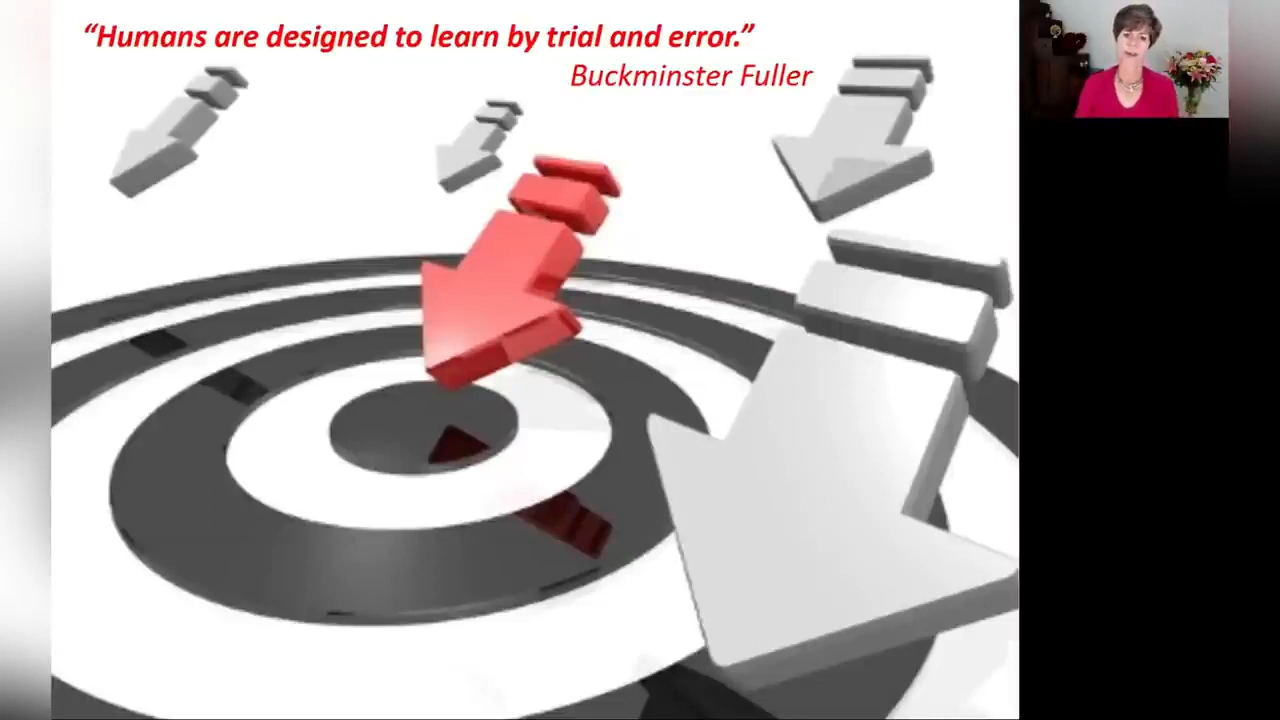 “Humans are designed to learn by trial and error.”
Buckminster Fuller